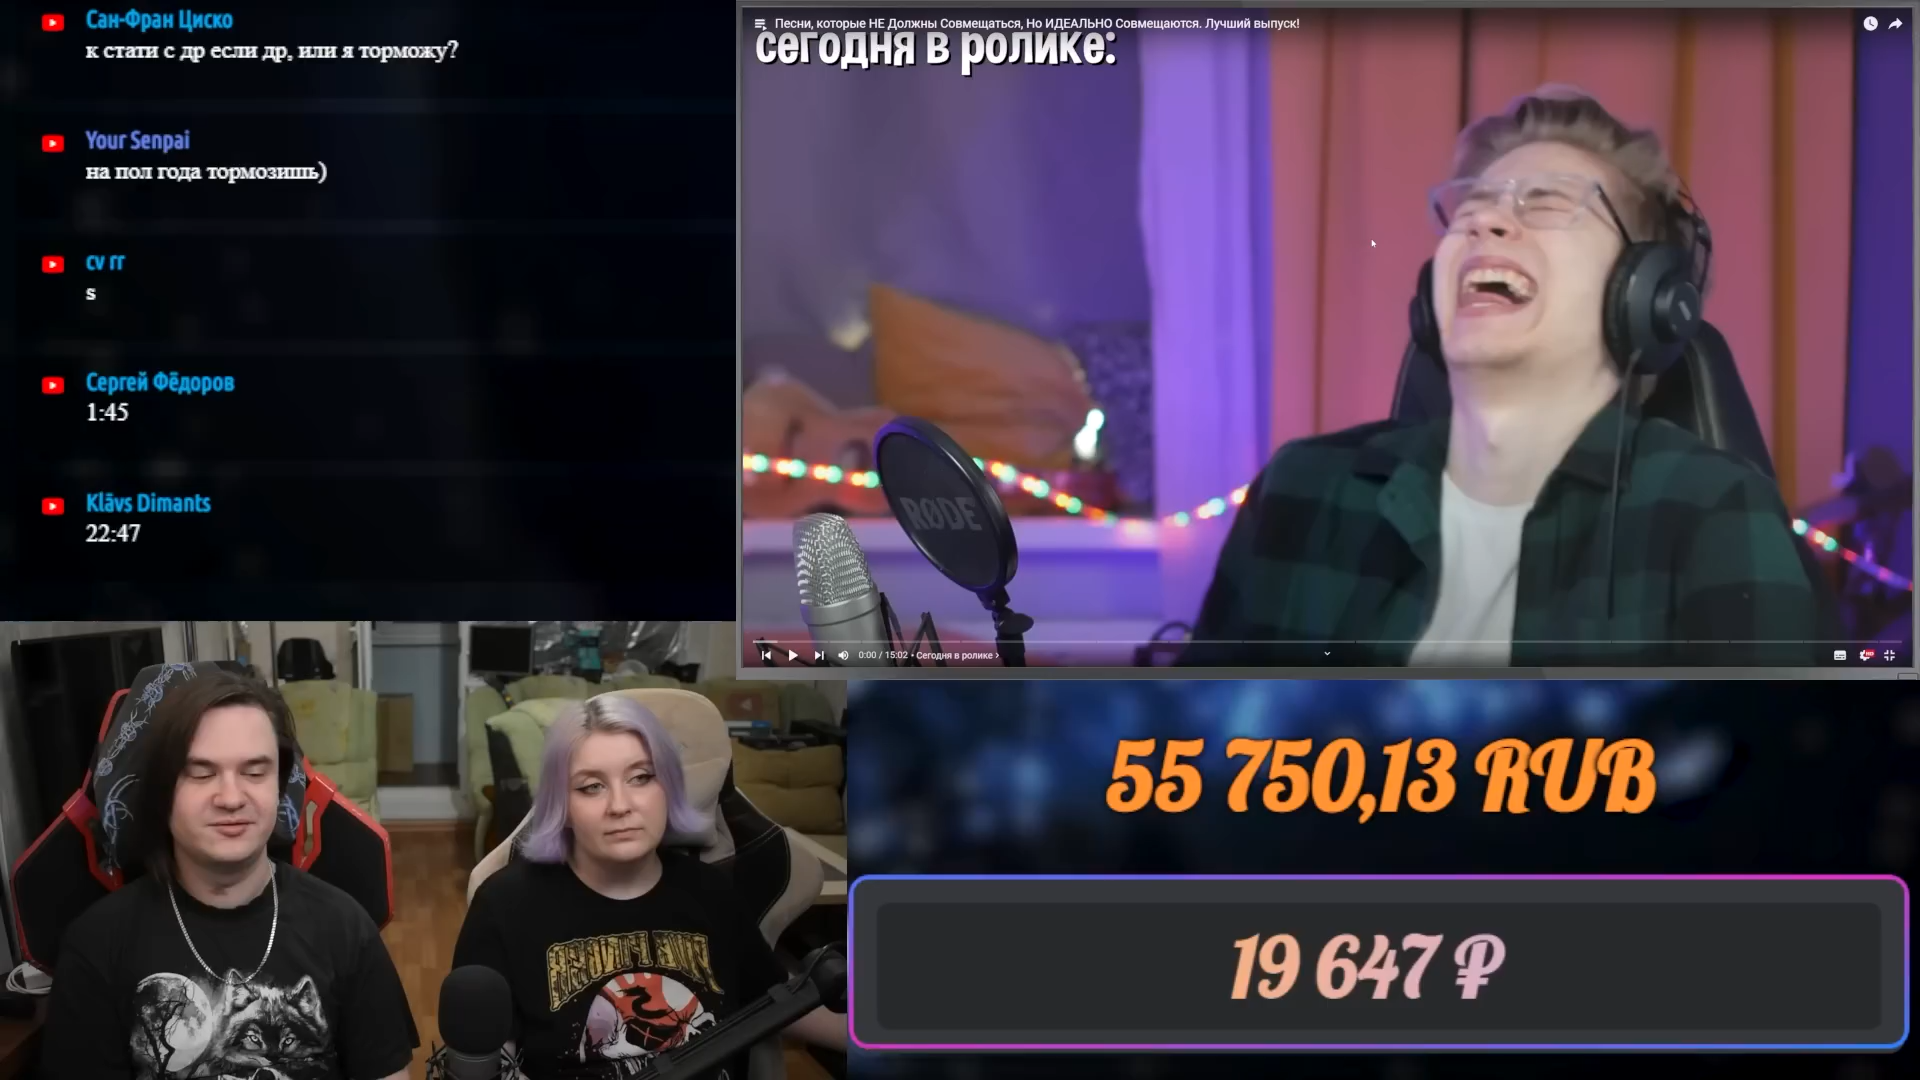 Сан-Фран Циско
к стати с др если др, или я торможу?
Your Senpai
на пол года тормозишь)
cv rr
s
Сергей Фёдоров
1:45
Klāvs Dimants
22:47
Песни, которые НЕ Должны Совмещаться, Но ИДЕАЛЬНО Совмещаются. Лучший выпуск!
сегодня в ролике:
RØDE
0:00 / 15:02 • Сегодня в ролике
55 750,13 RUB
19 647 ₽